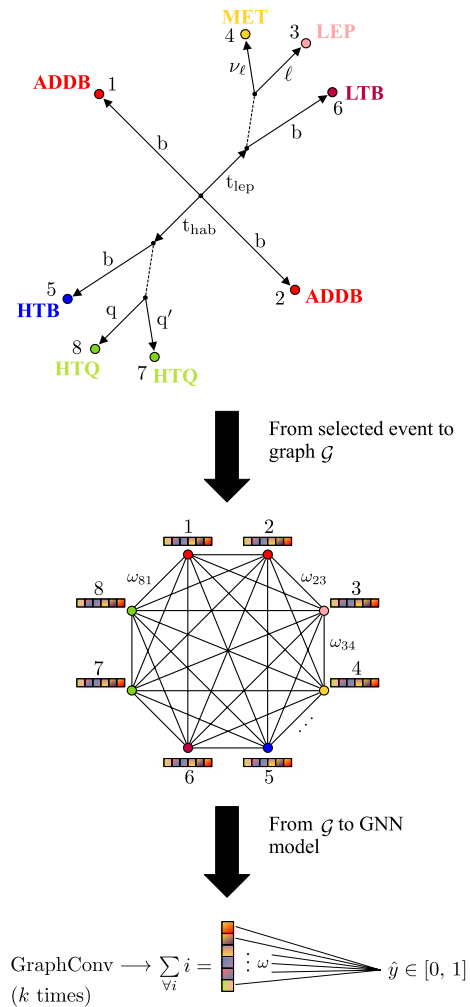 MET
LEP
4
3
ν_ℓ
ℓ
ADDB
1
6
LTB
b
b
t_lep
t_hab
b
b
5
HTB
2
ADDB
q
q′
8
HTQ
7
HTQ
From selected event to
graph 𝒢
1
2
ω_81
ω_23
8
3
ω_34
7
4
⋰
6
5
From 𝒢 to GNN
model
GraphConv ⟶ ∑_∀i i = ⋮ ω ŷ ∈ [0, 1]
(k times)